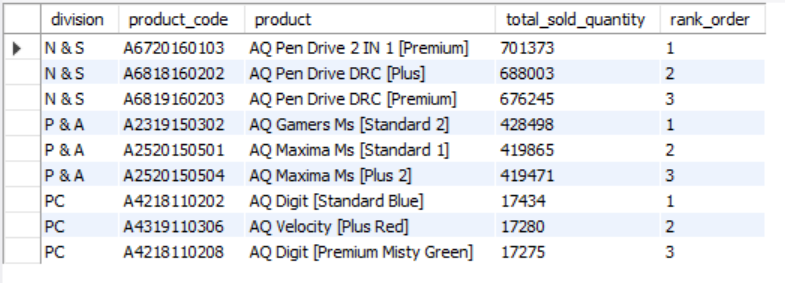 division product_code product total_sold_quantity rank_order
N & S A6720160103 AQ Pen Drive 2 IN 1 [Premium] 701373 1
N & S A6818160202 AQ Pen Drive DRC [Plus] 688003 2
N & S A6819160203 AQ Pen Drive DRC [Premium] 676245 3
P & A A2319150302 AQ Gamers Ms [Standard 2] 428498 1
P & A A2520150501 AQ Maxima Ms [Standard 1] 419865 2
P & A A2520150504 AQ Maxima Ms [Plus 2] 419471 3
PC A4218110202 AQ Digit [Standard Blue] 17434 1
PC A4319110306 AQ Velocity [Plus Red] 17280 2
PC A4218110208 AQ Digit [Premium Misty Green] 17275 3